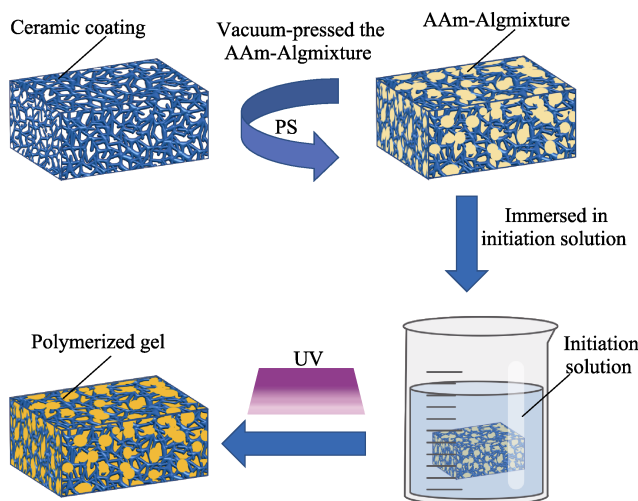 Ceramic coating
Vacuum-pressed the
AAm-Algmixture
AAm-Algmixture
PS
Immersed in
initiation solution
Polymerized gel
UV
Initiation
solution